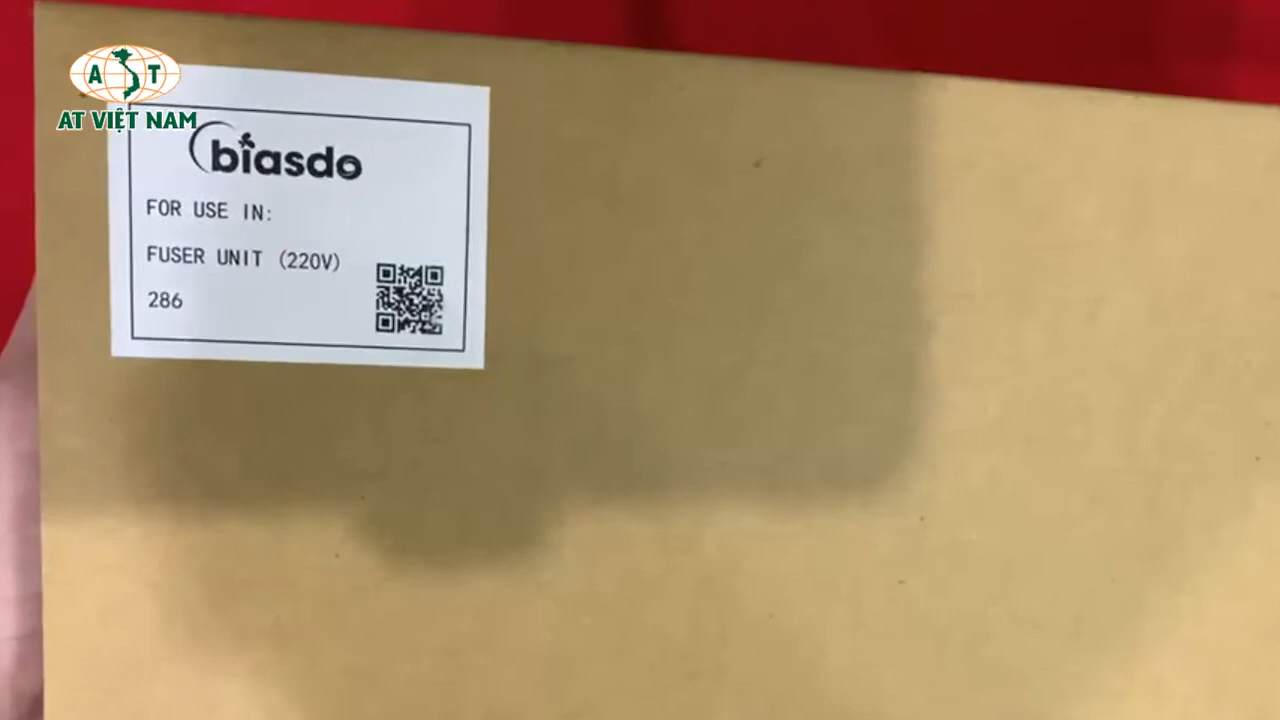 A T
AT VIỆT NAM
biasdo
FOR USE IN:
FUSER UNIT (220V)
286